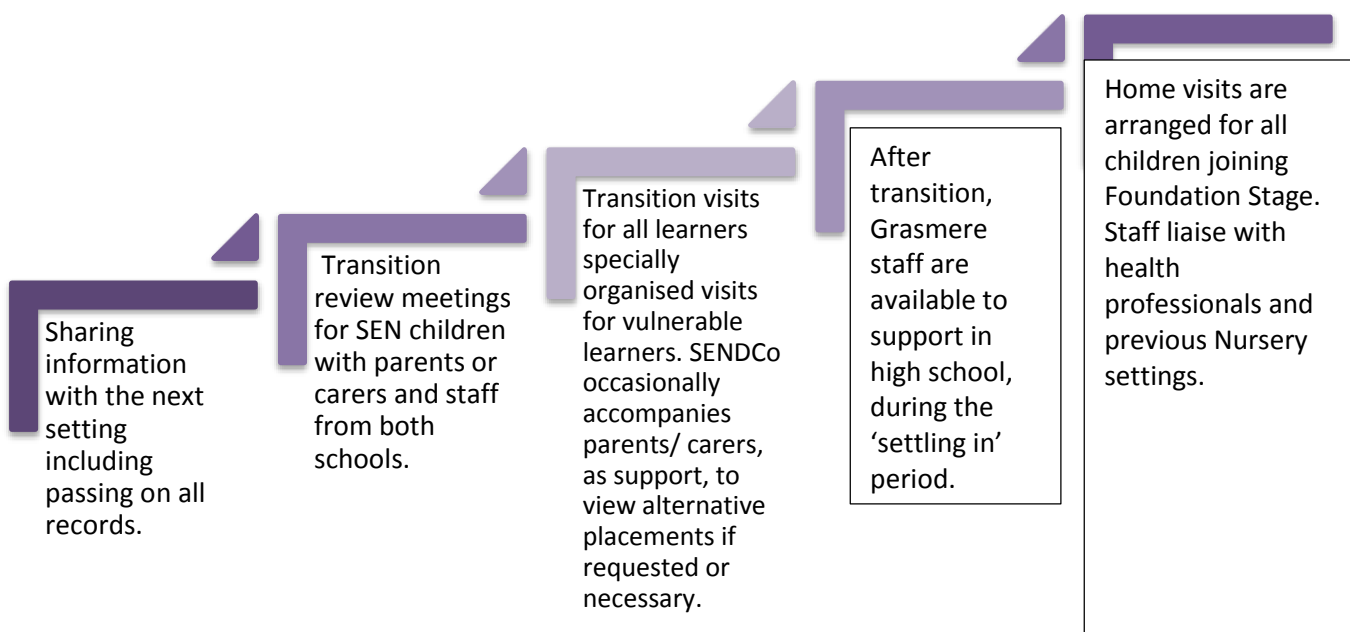 Sharing
information
with the next
setting
including
passing on all
records.
Transition
review meetings
for SEN children
with parents or
carers and staff
from both
schools.
Transition visits
for all learners
specially
organised visits
for vulnerable
learners. SENDCo
occasionally
accompanies
parents/ carers,
as support, to
view alternative
placements if
requested or
necessary.
After
transition,
Grasmere
staff are
available to
support in
high school,
during the
‘settling in’
period.
Home visits are
arranged for all
children joining
Foundation Stage.
Staff liaise with
health
professionals and
previous Nursery
settings.